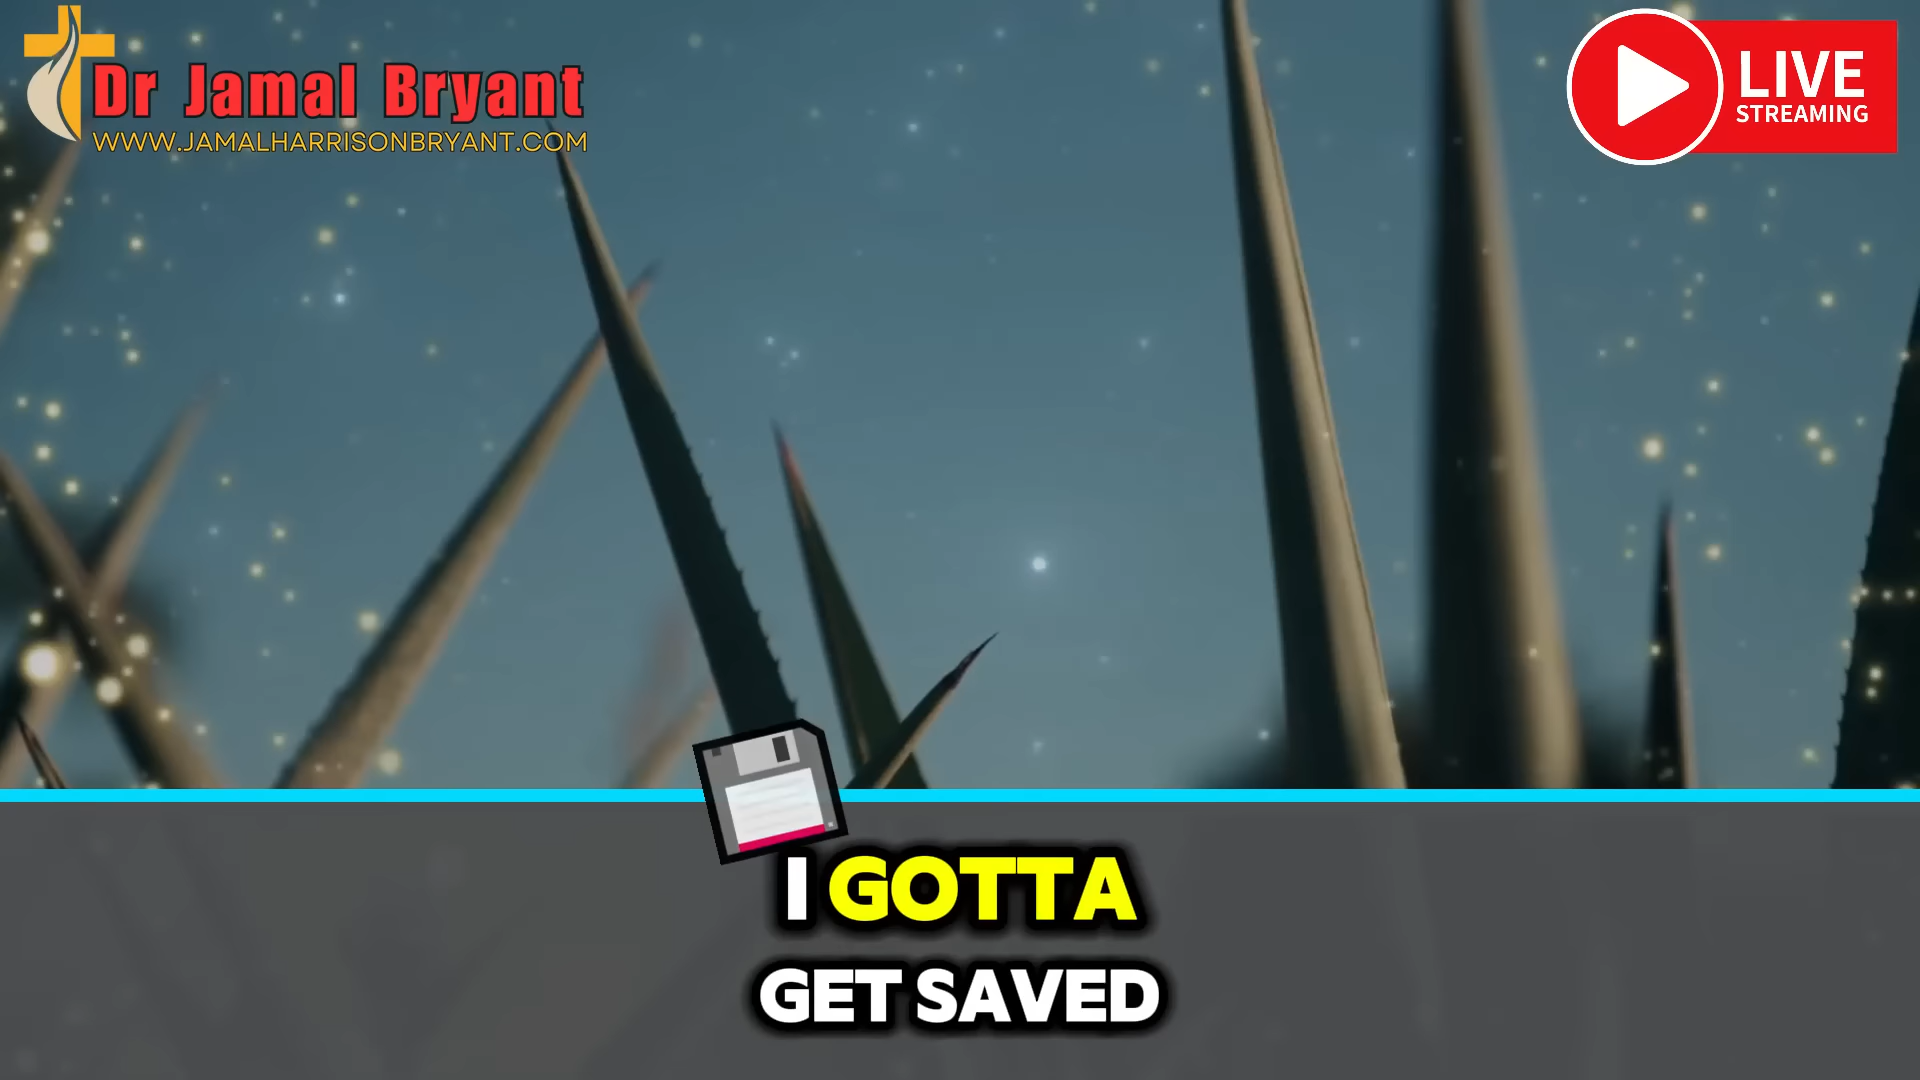 Dr Jamal Bryant
WWW.JAMALHARRISONBRYANT.COM
LIVE
STREAMING
I GOTTA
GET SAVED